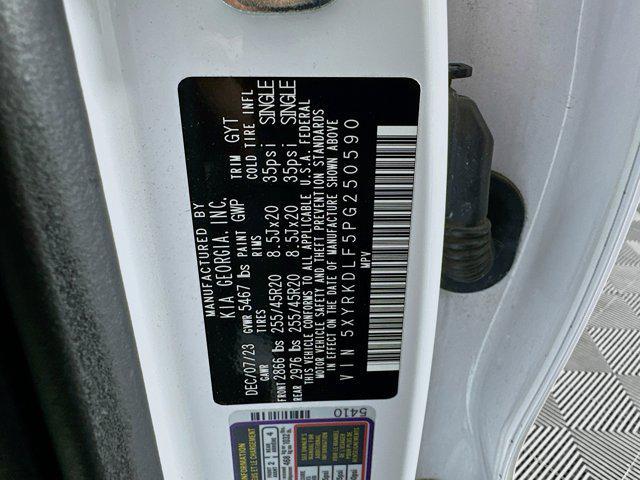 MANUFACTURED BY
KIA GEORGIA, INC.
DEC/07/23 GVWR 5467 lbs PAINT GWP TRIM GYT
GAWR TIRES RIMS COLD TIRE INFL
FRONT 2866 lbs 255/45R20 8.5Jx20 35psi SINGLE
REAR 2976 lbs 255/45R20 8.5Jx20 35psi SINGLE
THIS VEHICLE CONFORMS TO ALL APPLICABLE U.S.A. FEDERAL
MOTOR VEHICLE SAFETY AND THEFT PREVENTION STANDARDS
IN EFFECT ON THE DATE OF MANUFACTURE SHOWN ABOVE
VIN 5XYRKDLF5PG250590
MPV
5410